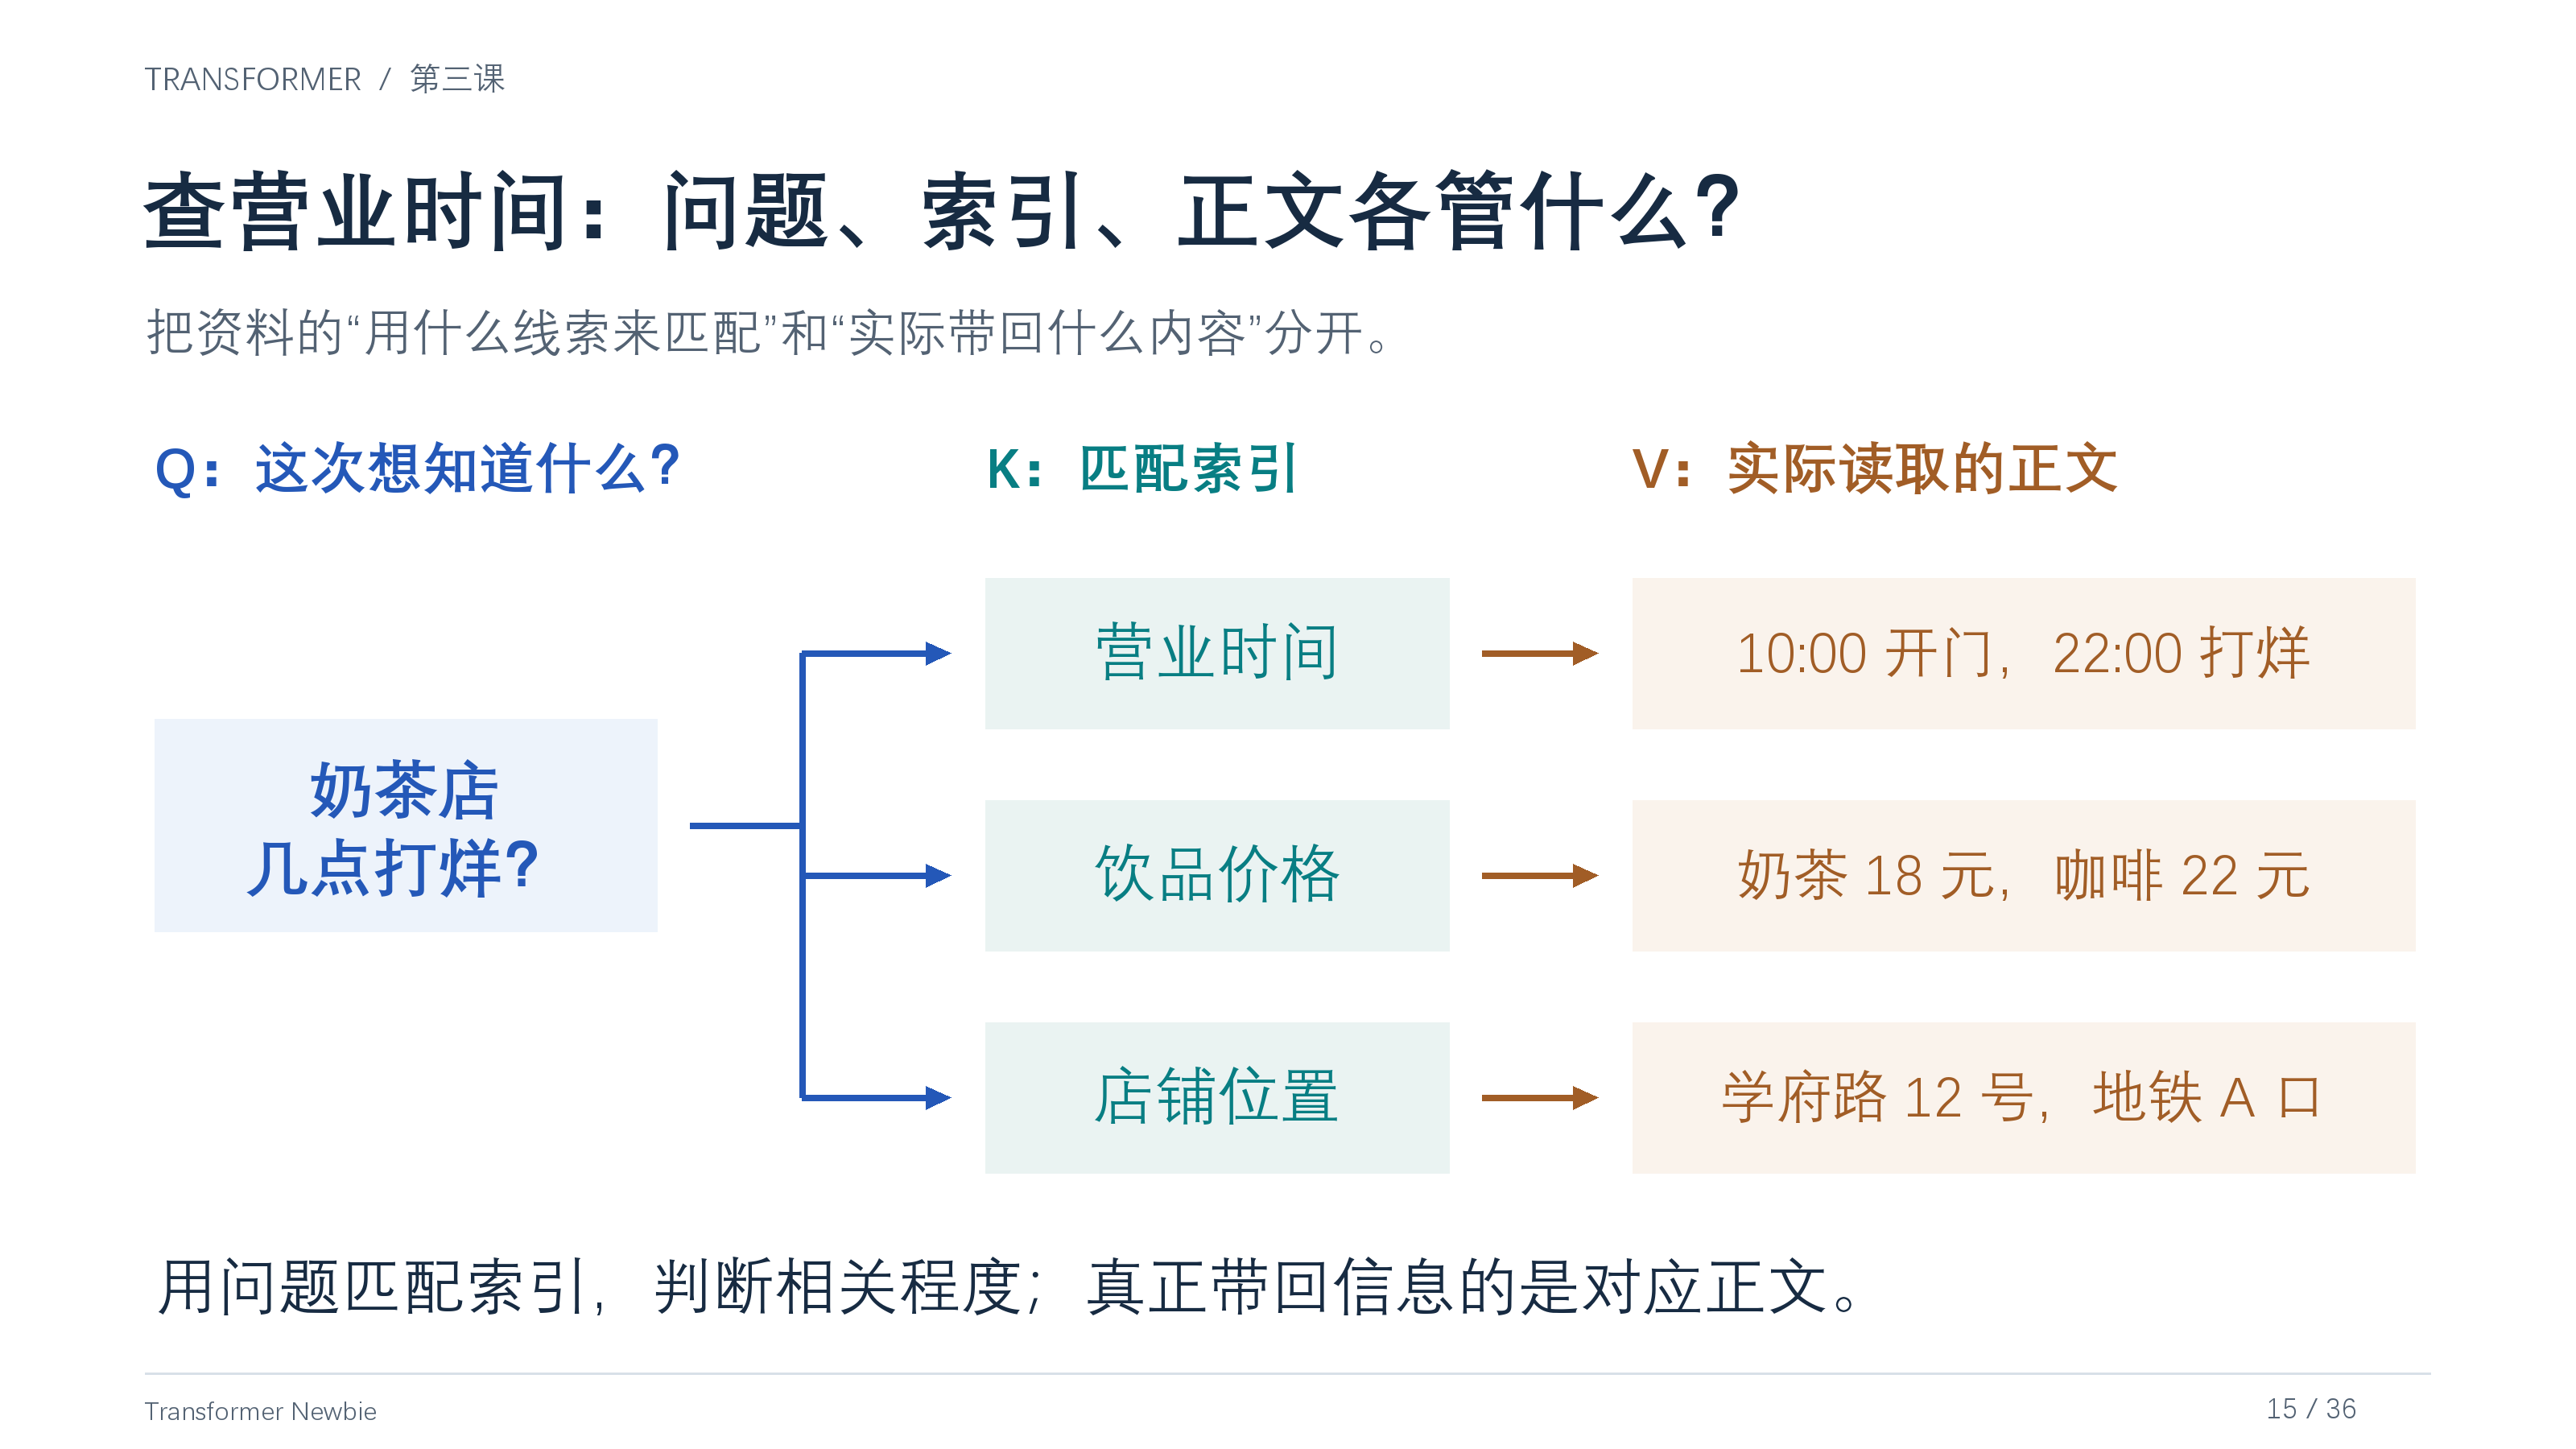 TRANSFORMER / 第三课
查营业时间：问题、索引、正文各管什么？
把资料的“用什么线索来匹配”和“实际带回什么内容”分开。
Q：这次想知道什么？
K：匹配索引
V：实际读取的正文
奶茶店
几点打烊？
营业时间
10:00 开门，22:00 打烊
饮品价格
奶茶 18 元，咖啡 22 元
店铺位置
学府路 12 号，地铁 A 口
用问题匹配索引，判断相关程度；真正带回信息的是对应正文。
Transformer Newbie
15 / 36